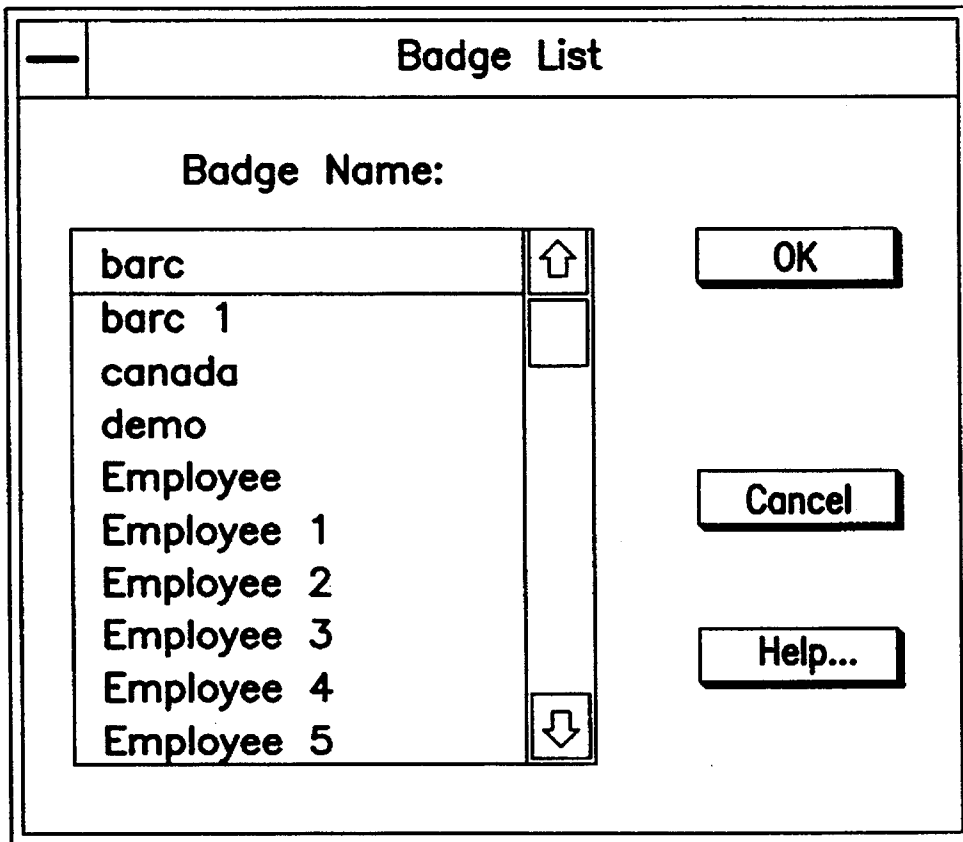 Badge List
Badge Name:
barc
barc 1
canada
demo
Employee
Employee 1
Employee 2
Employee 3
Employee 4
Employee 5
OK
Cancel
Help...